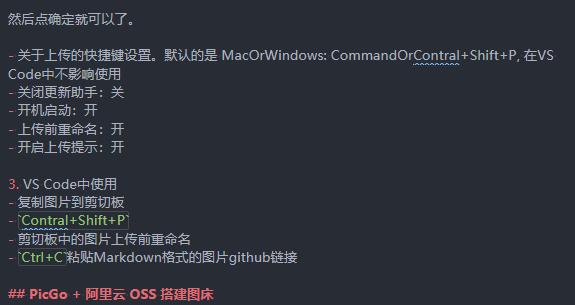 然后点确定就可以了。
- 关于上传的快捷键设置。默认的是 MacOrWindows: CommandOrContral+Shift+P, 在VS
Code中不影响使用
- 关闭更新助手：关
- 开机启动：开
- 上传前重命名：开
- 开启上传提示：开
3. VS Code中使用
- 复制图片到剪切板
- `Contral+Shift+P`
- 剪切板中的图片上传前重命名
- `Ctrl+C`粘贴Markdown格式的图片github链接
## PicGo + 阿里云 OSS 搭建图床